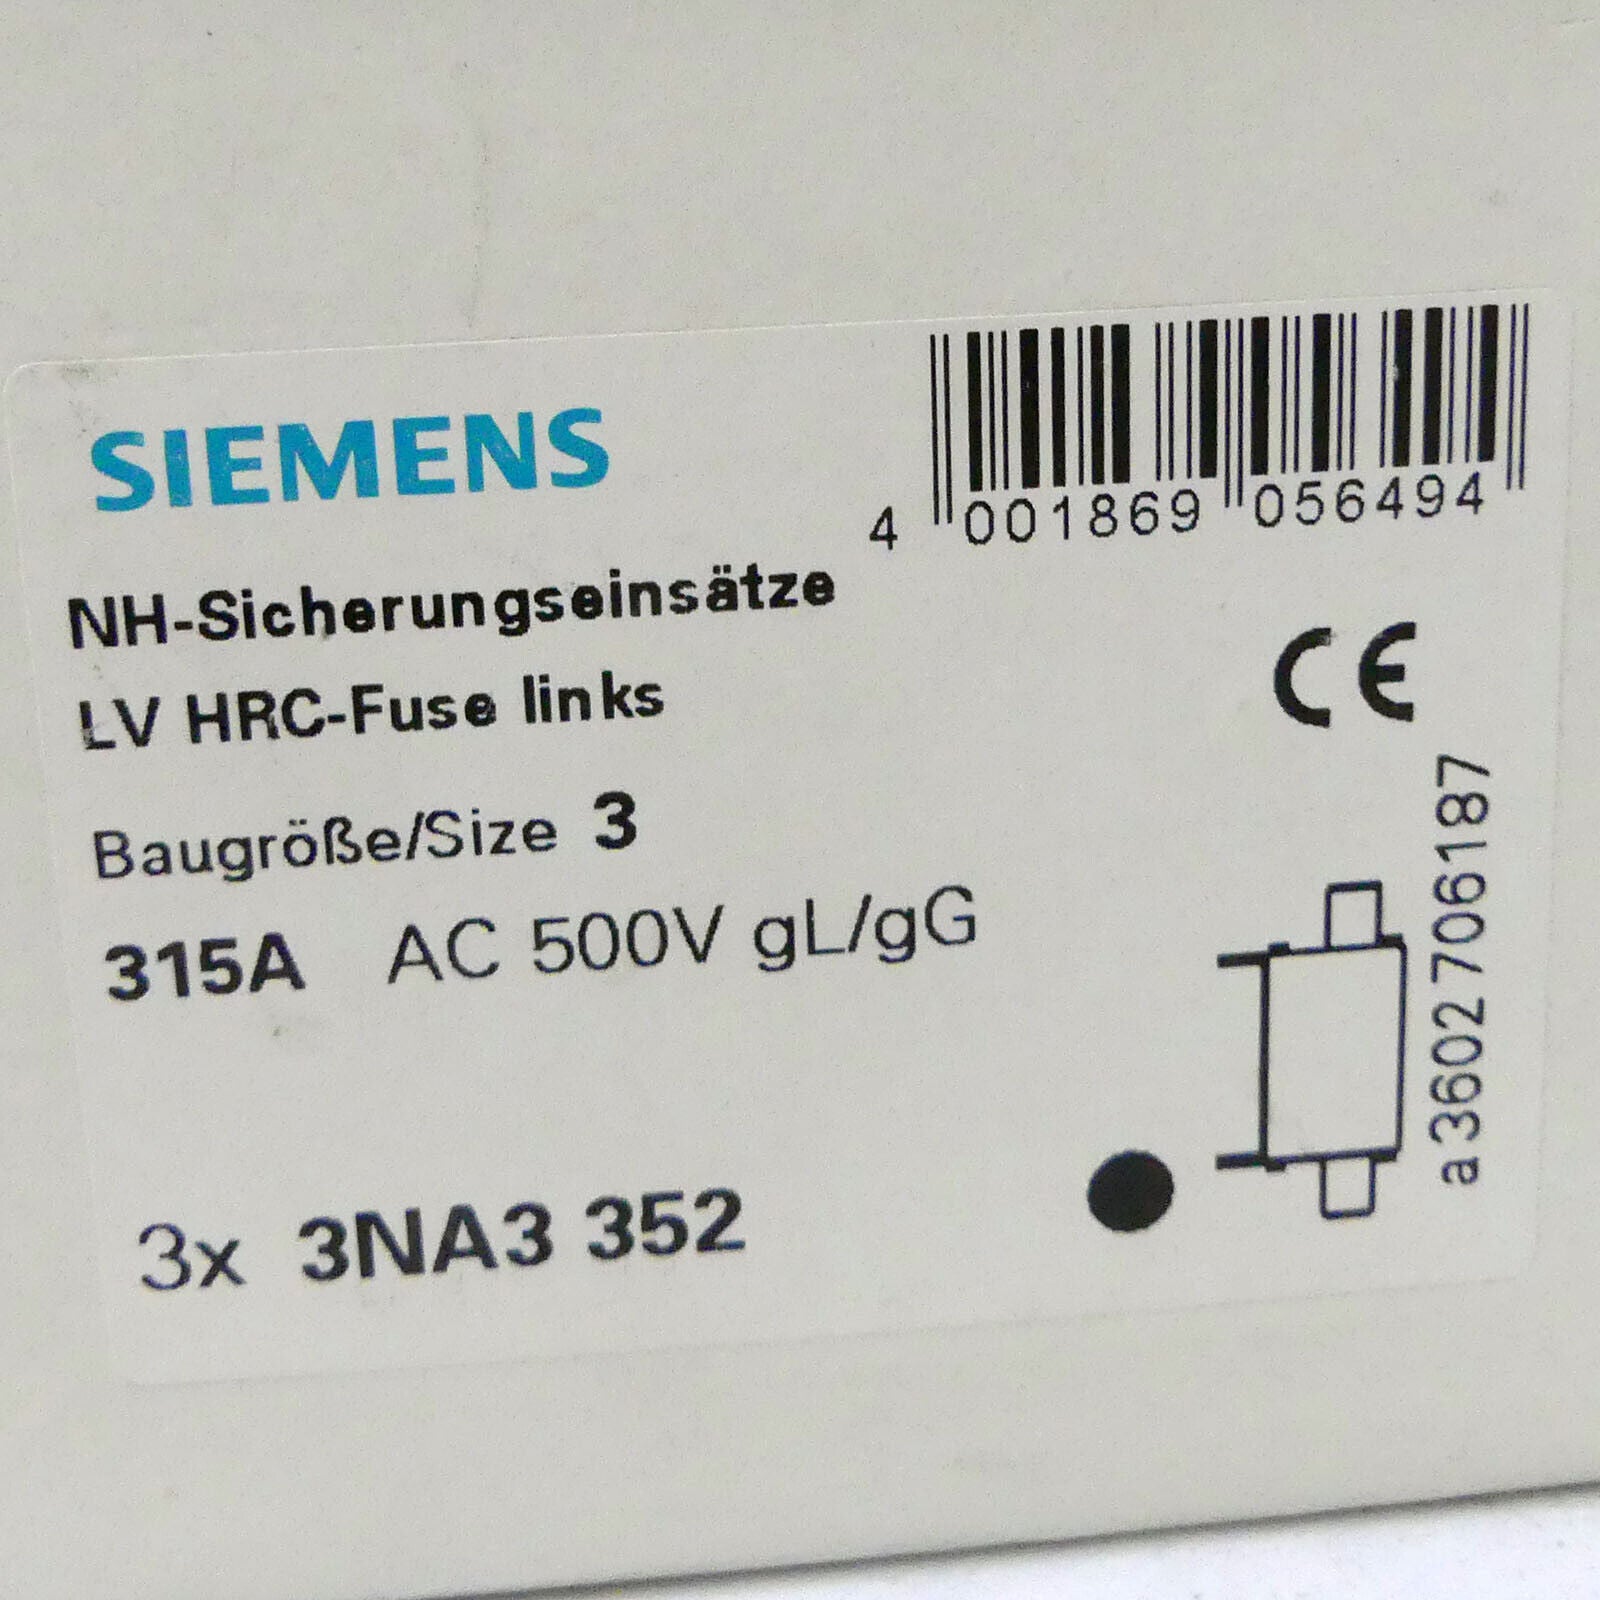 SIEMENS
4 001869 056494
NH-Sicherungseinsätze
LV HRC-Fuse links
CE
Baugröße/Size 3
315A AC 500V gL/gG
a 3602 706187
3x 3NA3 352